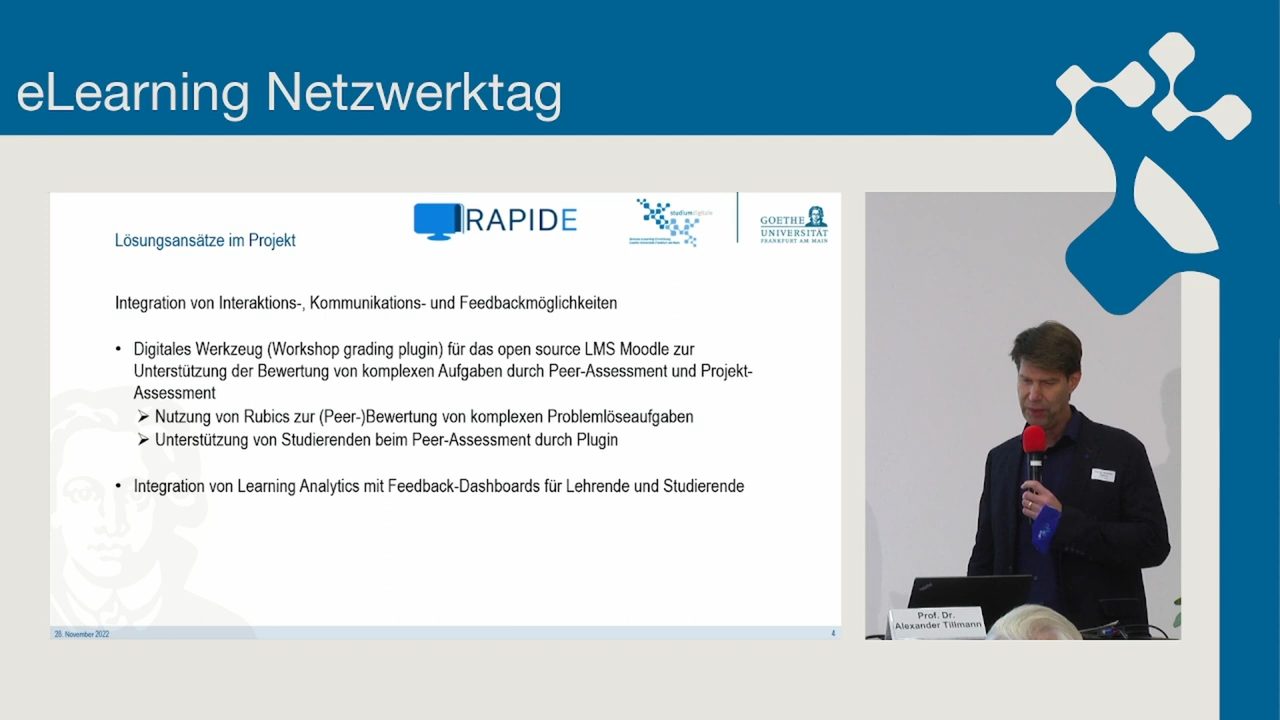 eLearning Netzwerktag
RAPIDE
studiumdigitale
GOETHE
UNIVERSITÄT
FRANKFURT AM MAIN
Lösungsansätze im Projekt
Integration von Interaktions-, Kommunikations- und Feedbackmöglichkeiten
• Digitales Werkzeug (Workshop grading plugin) für das open source LMS Moodle zur
Unterstützung der Bewertung von komplexen Aufgaben durch Peer-Assessment und Projekt-
Assessment
➢ Nutzung von Rubics zur (Peer-)Bewertung von komplexen Problemlöseaufgaben
➢ Unterstützung von Studierenden beim Peer-Assessment durch Plugin
• Integration von Learning Analytics mit Feedback-Dashboards für Lehrende und Studierende
28. November 2022
4
Prof. Dr.
Alexander Tillmann